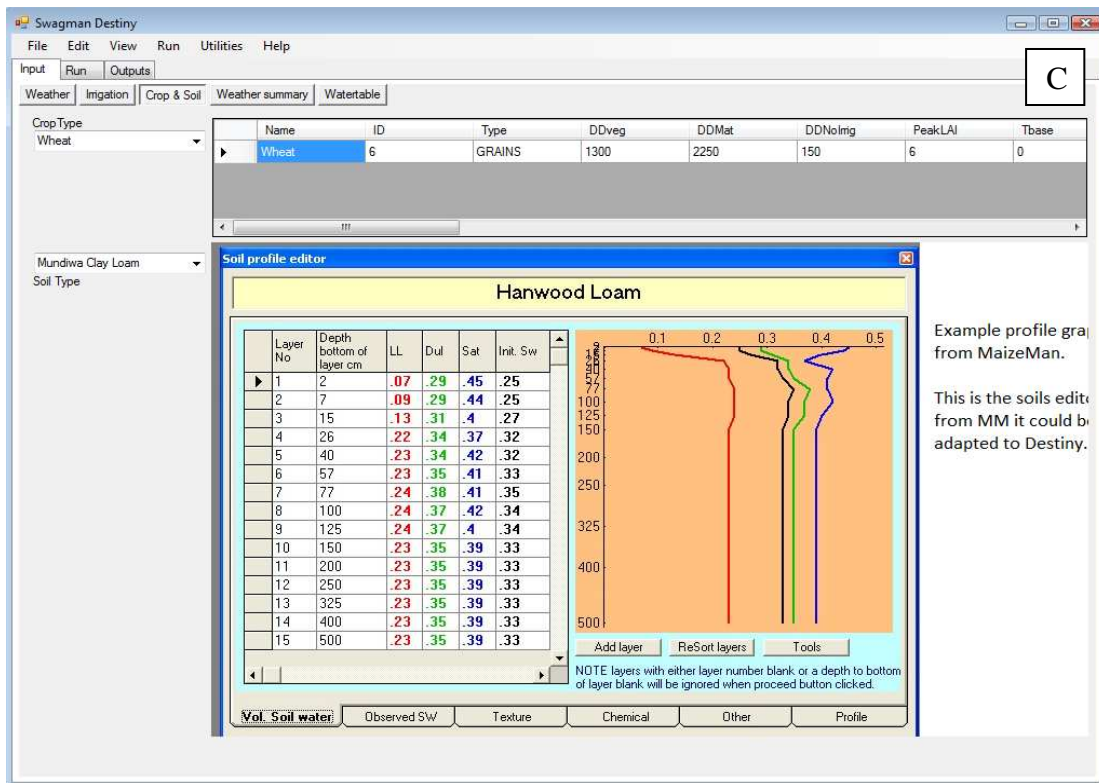 Swagman Destiny
File Edit View Run Utilities Help
Input Run Outputs
C
Weather Irrigation Crop & Soil Weather summary Watertable
CropType
Wheat
Name ID Type DDveg DDMat DDNoIrrig PeakLAI Tbase
Wheat 6 GRAINS 1300 2250 150 6 0
Mundiwa Clay Loam
Soil Type
Soil profile editor
Hanwood Loam
Layer No Depth bottom of layer cm LL Dul Sat Init. Sw
1 2 .07 .29 .45 .25
2 7 .09 .29 .44 .25
3 15 .13 .31 .4 .27
4 26 .22 .34 .37 .32
5 40 .23 .34 .42 .32
6 57 .23 .35 .41 .33
7 77 .24 .38 .41 .35
8 100 .24 .37 .42 .34
9 125 .24 .37 .4 .34
10 150 .23 .35 .39 .33
11 200 .23 .35 .39 .33
12 250 .23 .35 .39 .33
13 325 .23 .35 .39 .33
14 400 .23 .35 .39 .33
15 500 .23 .35 .39 .33
0.1 0.2 0.3 0.4 0.5
77
100
125
150
200
250
325
400
500
Add layer ReSort layers Tools
NOTE layers with either layer number blank or a depth to bottom
of layer blank will be ignored when proceed button clicked.
Vol. Soil water Observed SW Texture Chemical Other Profile
Example profile gra
from MaizeMan.
This is the soils edit
from MM it could b
adapted to Destiny.